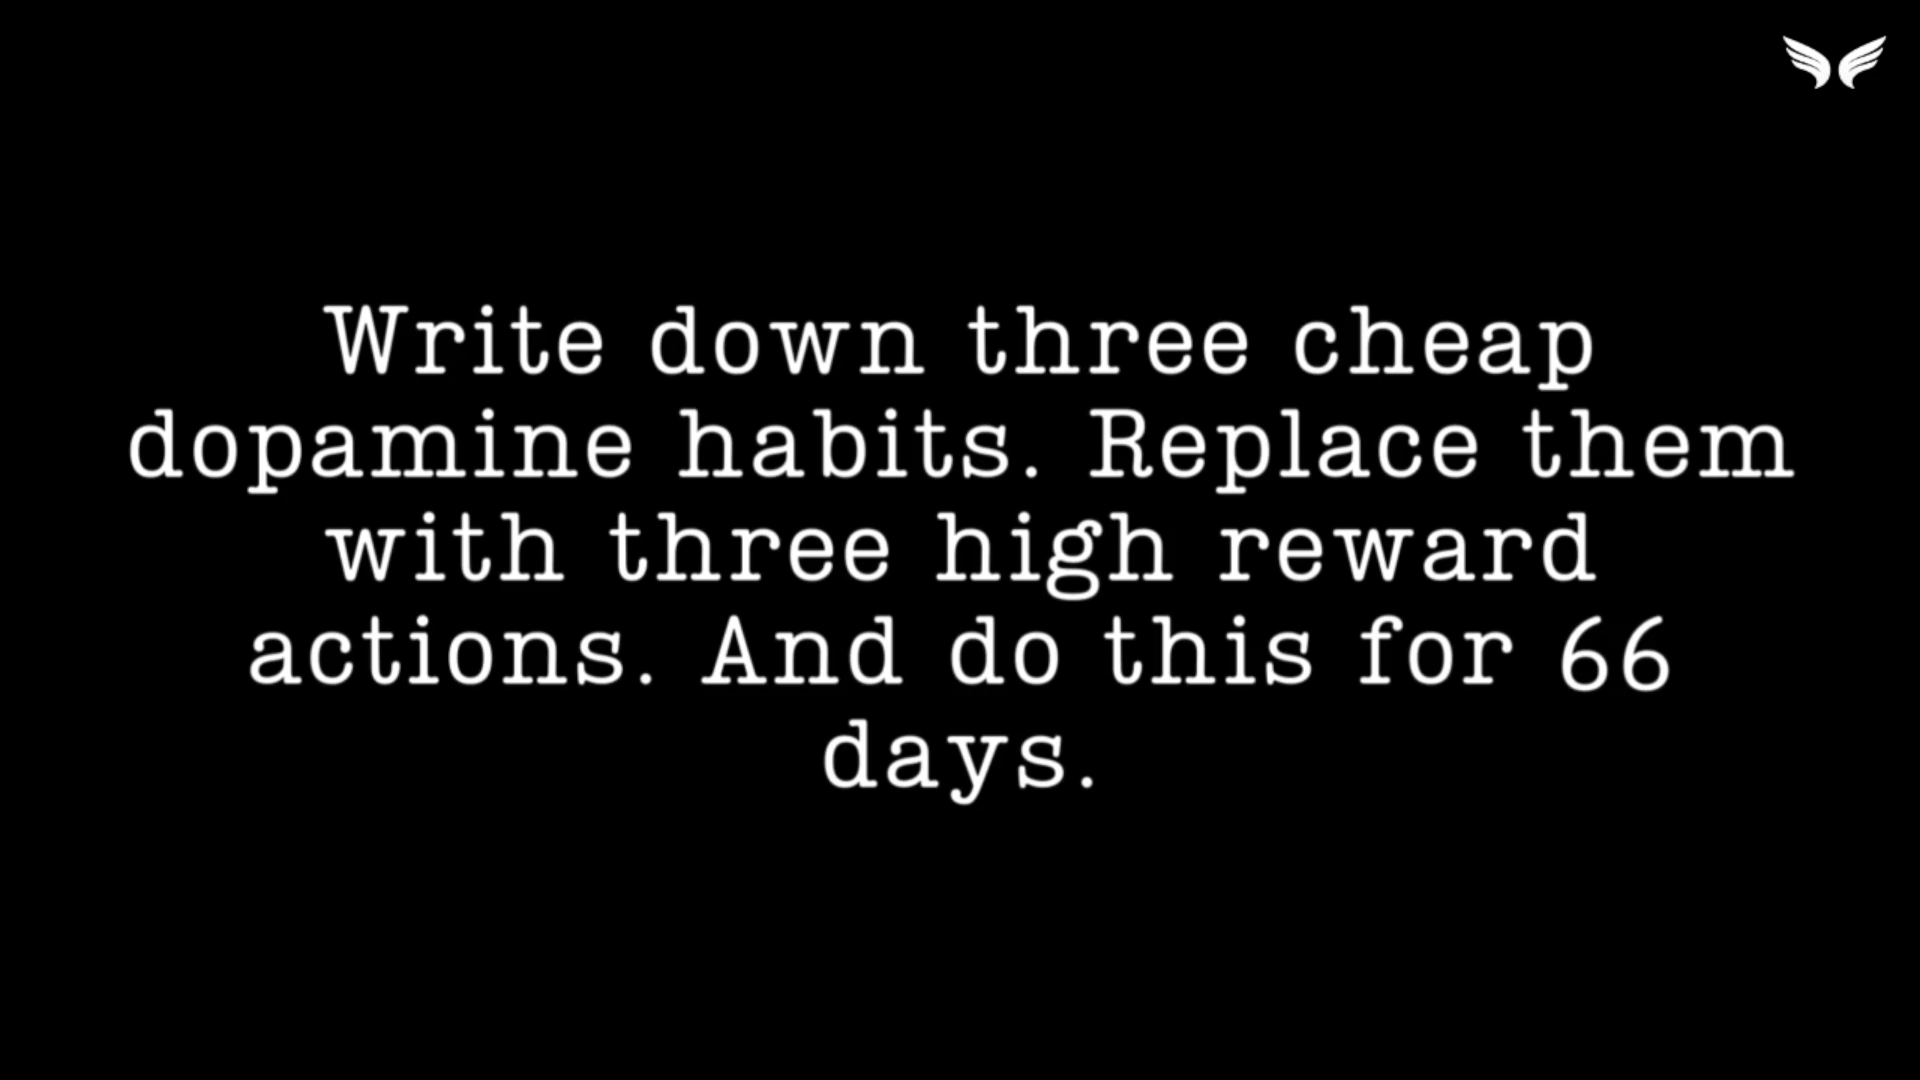 Write down three cheap
dopamine habits. Replace them
with three high reward
actions. And do this for 66
days.